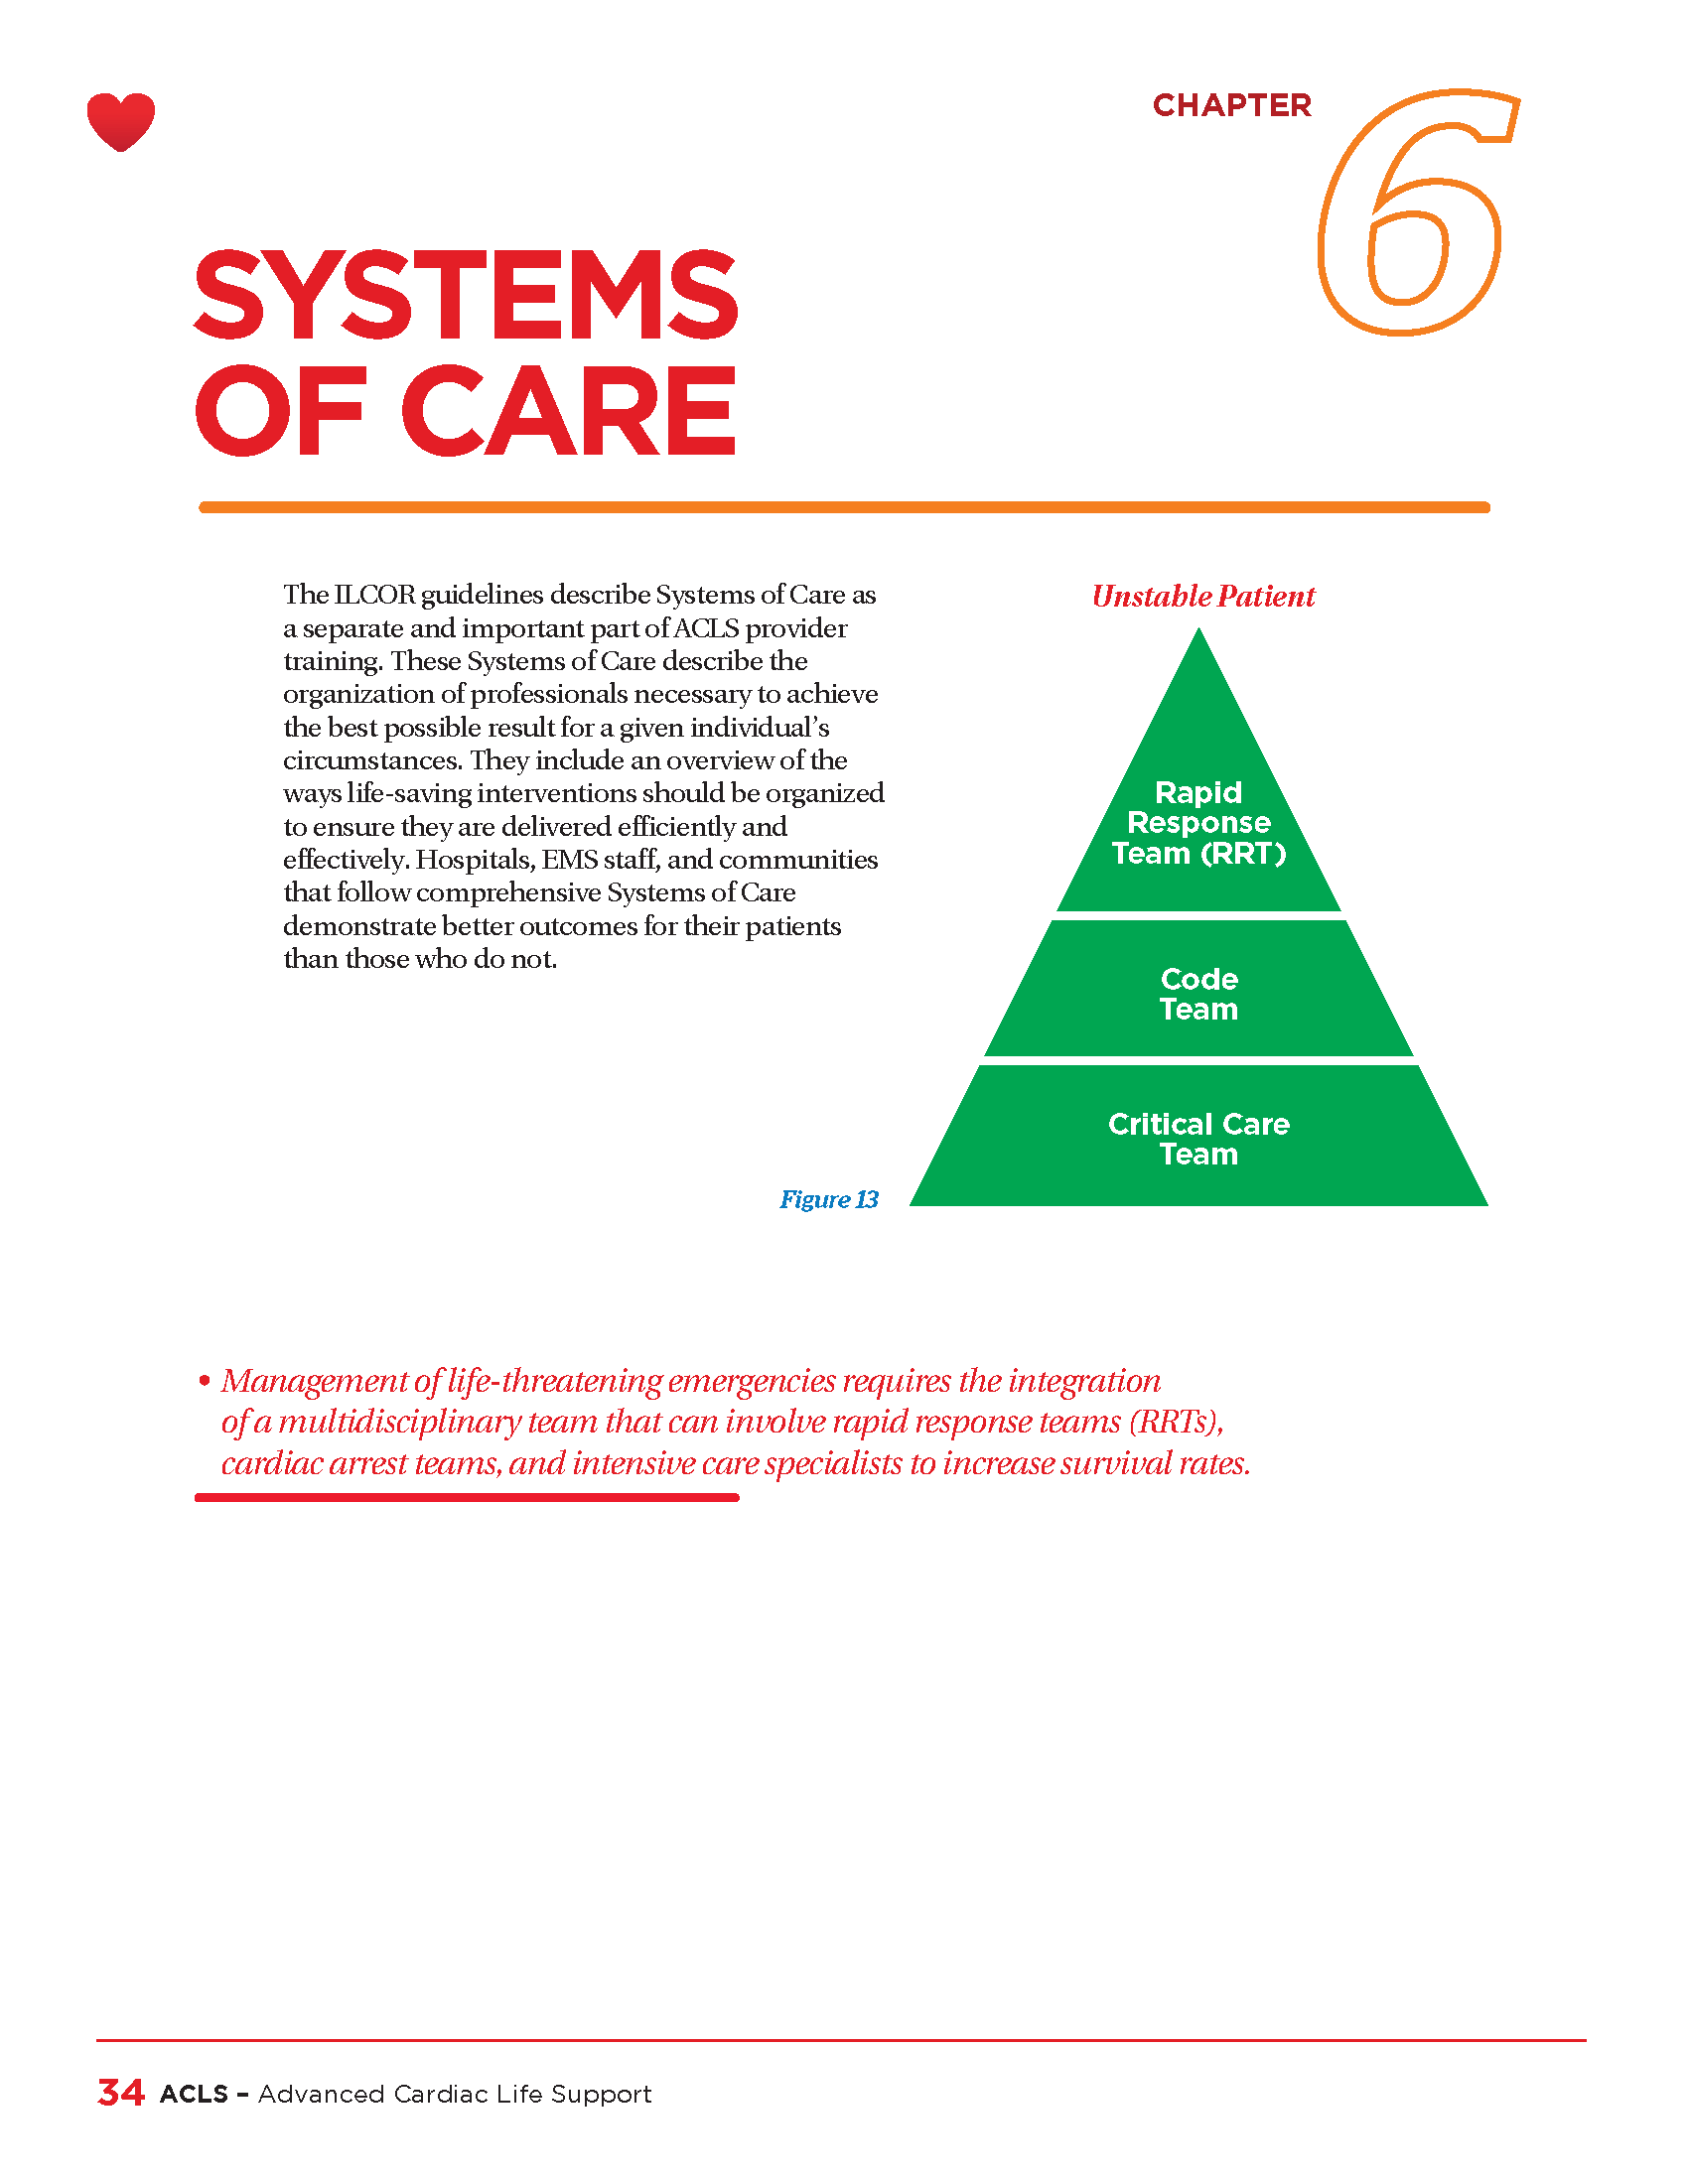 CHAPTER
6
SYSTEMS
OF CARE
The ILCOR guidelines describe Systems of Care as
a separate and important part of ACLS provider
training. These Systems of Care describe the
organization of professionals necessary to achieve
the best possible result for a given individual’s
circumstances. They include an overview of the
ways life-saving interventions should be organized
to ensure they are delivered efficiently and
effectively. Hospitals, EMS staff, and communities
that follow comprehensive Systems of Care
demonstrate better outcomes for their patients
than those who do not.
Unstable Patient
Rapid
Response
Team (RRT)
Code
Team
Critical Care
Team
Figure 13
• Management of life-threatening emergencies requires the integration
of a multidisciplinary team that can involve rapid response teams (RRTs),
cardiac arrest teams, and intensive care specialists to increase survival rates.
34 ACLS – Advanced Cardiac Life Support